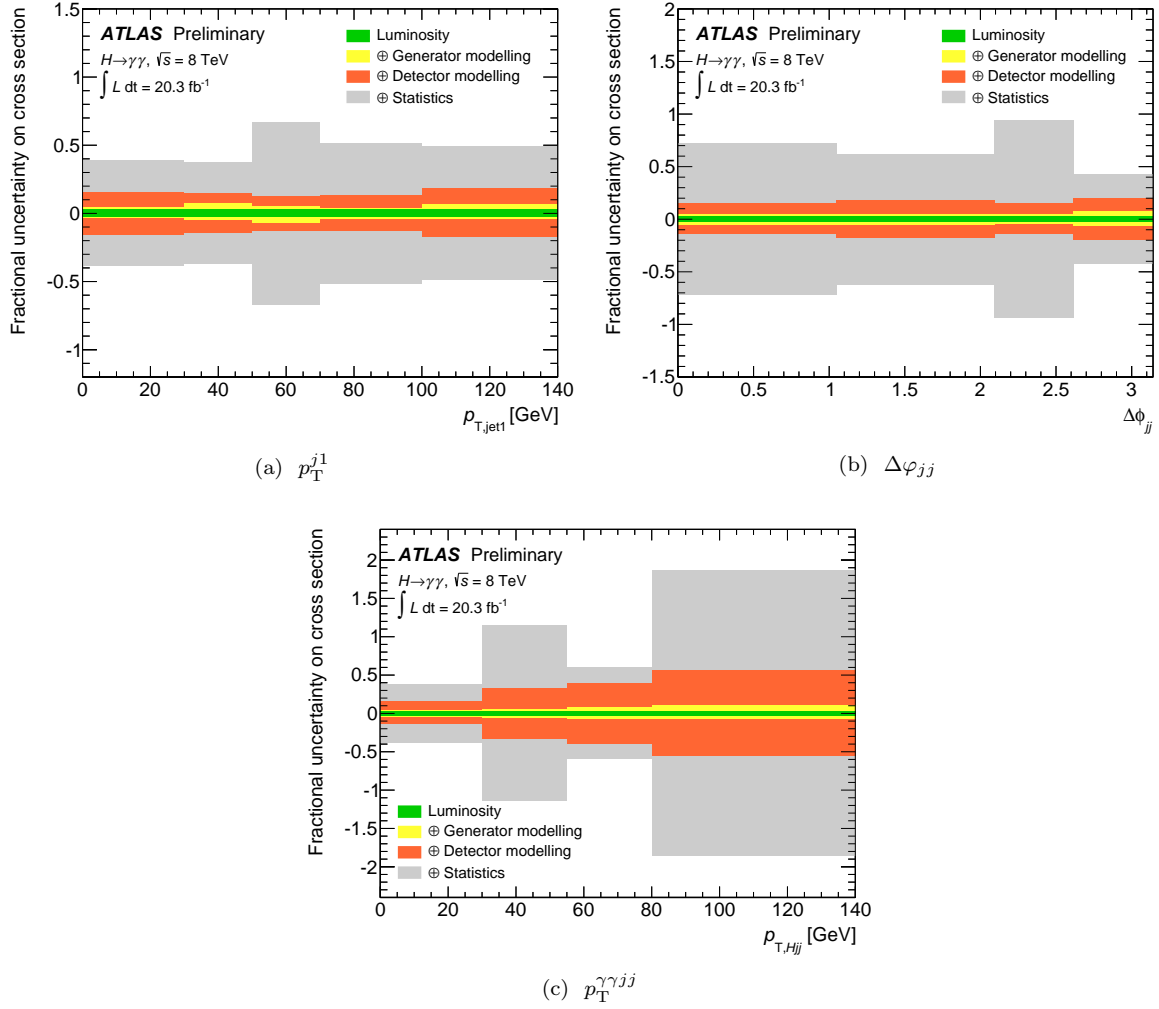 Fractional uncertainty on cross section
1.5
1
0.5
0
-0.5
-1
ATLAS Preliminary
H→γγ, √s = 8 TeV
∫ L dt = 20.3 fb⁻¹
Luminosity
⊕ Generator modelling
⊕ Detector modelling
⊕ Statistics
0 20 40 60 80 100 120 140
p_T,jet1 [GeV]
(a) p_T^{j1}
Fractional uncertainty on cross section
2
1.5
1
0.5
0
-0.5
-1
-1.5
ATLAS Preliminary
H→γγ, √s = 8 TeV
∫ L dt = 20.3 fb⁻¹
Luminosity
⊕ Generator modelling
⊕ Detector modelling
⊕ Statistics
0 0.5 1 1.5 2 2.5 3
Δϕ_jj
(b) Δφ_jj
Fractional uncertainty on cross section
2
1.5
1
0.5
0
-0.5
-1
-1.5
-2
ATLAS Preliminary
H→γγ, √s = 8 TeV
∫ L dt = 20.3 fb⁻¹
Luminosity
⊕ Generator modelling
⊕ Detector modelling
⊕ Statistics
0 20 40 60 80 100 120 140
p_T,Hjj [GeV]
(c) p_T^{γγjj}